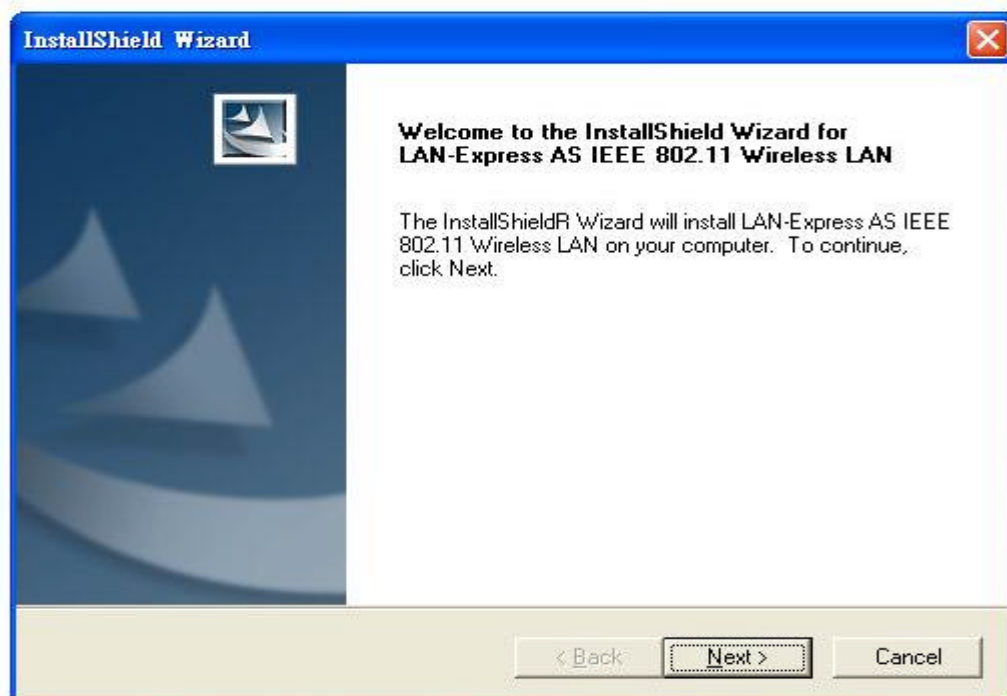 InstallShield Wizard
Welcome to the InstallShield Wizard for
LAN-Express AS IEEE 802.11 Wireless LAN
The InstallShieldR Wizard will install LAN-Express AS IEEE
802.11 Wireless LAN on your computer.  To continue,
click Next.
< Back Next > Cancel